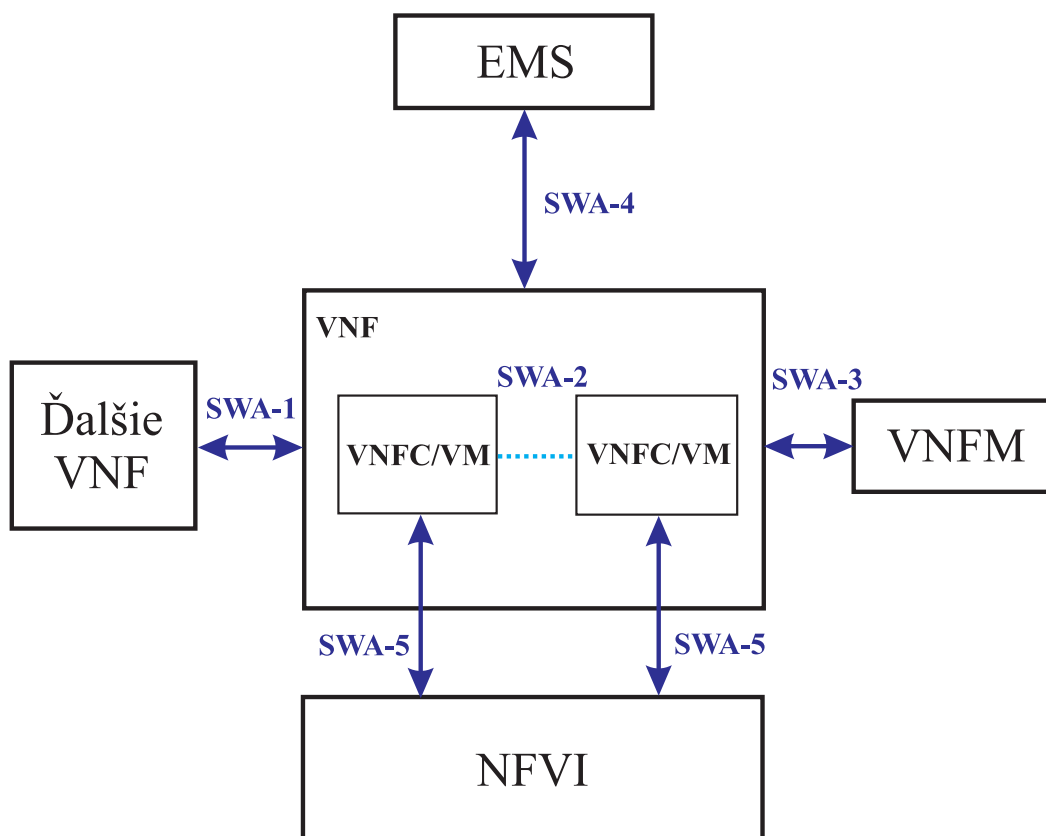 EMS
SWA-4
VNF
SWA-2
SWA-3
Ďalšie
VNF
SWA-1
VNFC/VM
VNFC/VM
VNFM
SWA-5
SWA-5
NFVI